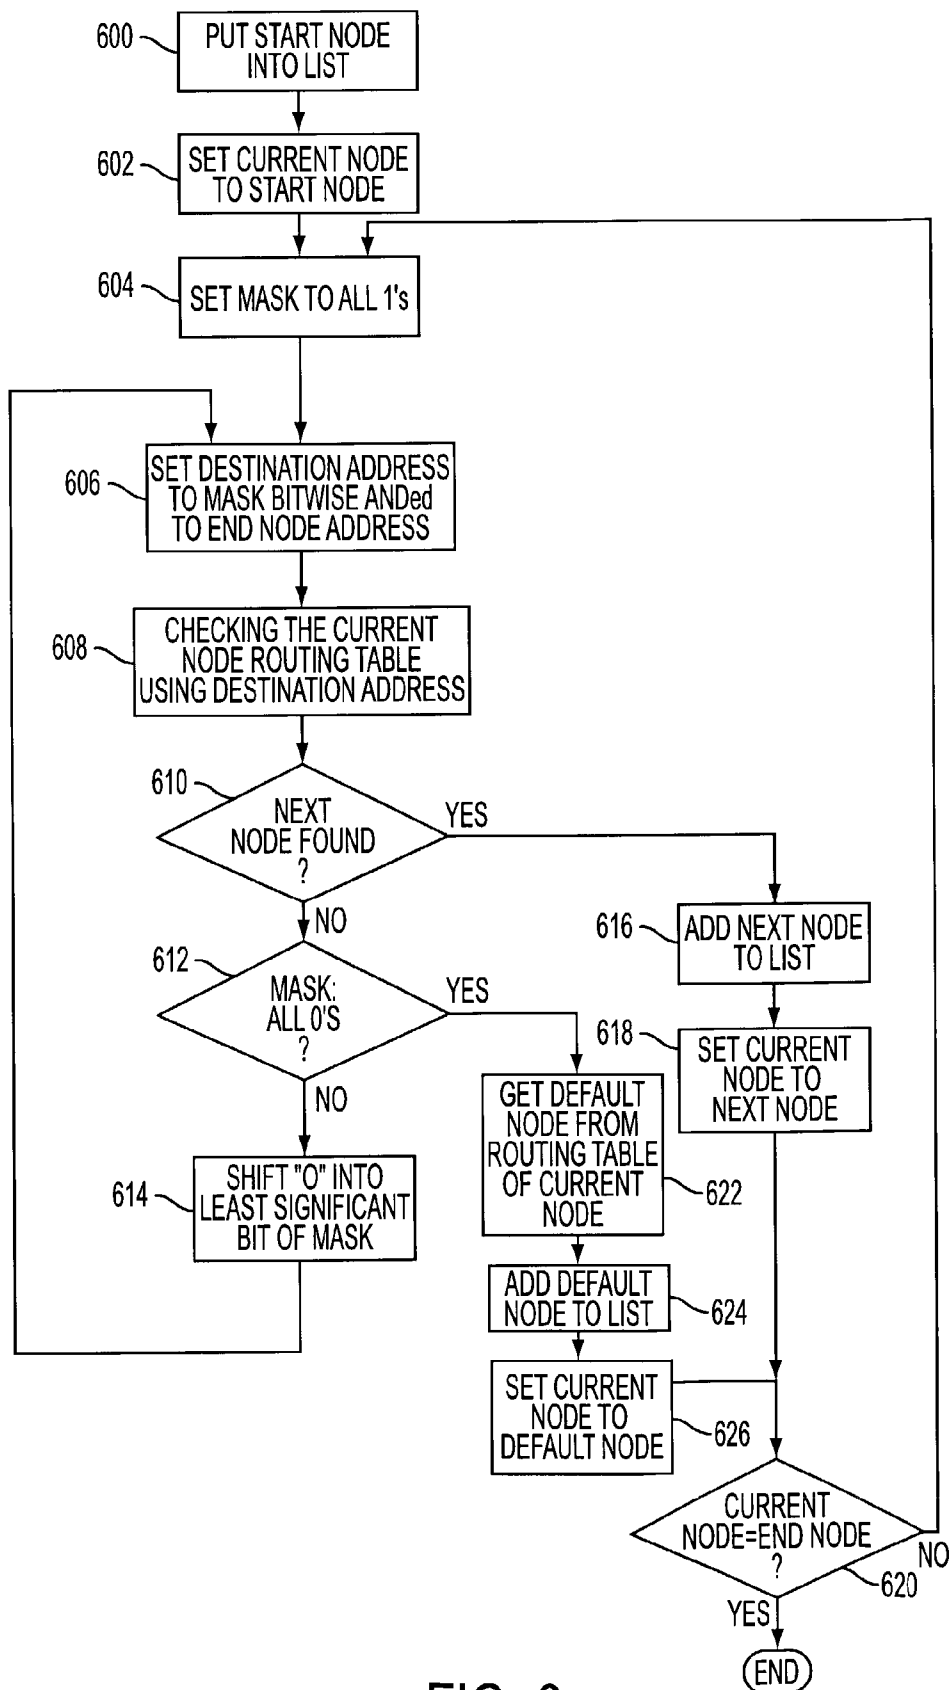 600
PUT START NODE
INTO LIST
602
SET CURRENT NODE
TO START NODE
604
SET MASK TO ALL 1's
606
SET DESTINATION ADDRESS
TO MASK BITWISE ANDed
TO END NODE ADDRESS
608
CHECKING THE CURRENT
NODE ROUTING TABLE
USING DESTINATION ADDRESS
610
NEXT
NODE FOUND
?
YES
NO
612
MASK:
ALL 0'S
?
YES
NO
614
SHIFT "0" INTO
LEAST SIGNIFICANT
BIT OF MASK
616
ADD NEXT NODE
TO LIST
618
SET CURRENT
NODE TO
NEXT NODE
GET DEFAULT
NODE FROM
ROUTING TABLE
OF CURRENT
NODE
622
ADD DEFAULT
NODE TO LIST
624
SET CURRENT
NODE TO
DEFAULT NODE
626
CURRENT
NODE=END NODE
?
NO
620
YES
END